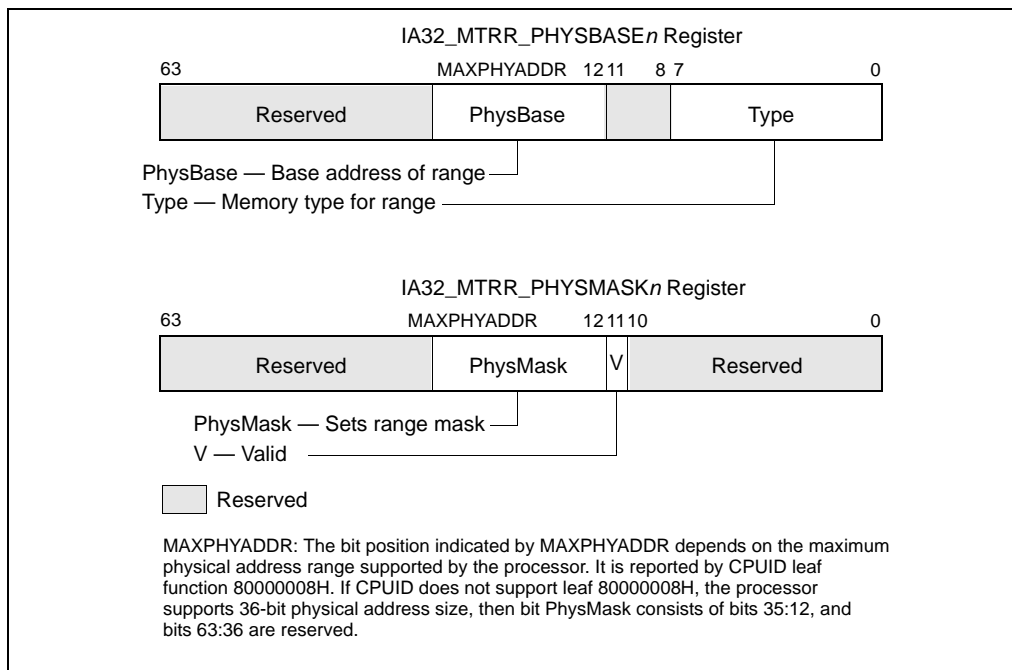 IA32_MTRR_PHYSBASEn Register
63 MAXPHYADDR 12 11 8 7 0
Reserved PhysBase Type
PhysBase — Base address of range
Type — Memory type for range
IA32_MTRR_PHYSMASKn Register
63 MAXPHYADDR 12 11 10 0
Reserved PhysMask V Reserved
PhysMask — Sets range mask
V — Valid
Reserved
MAXPHYADDR: The bit position indicated by MAXPHYADDR depends on the maximum
physical address range supported by the processor. It is reported by CPUID leaf
function 80000008H. If CPUID does not support leaf 80000008H, the processor
supports 36-bit physical address size, then bit PhysMask consists of bits 35:12, and
bits 63:36 are reserved.